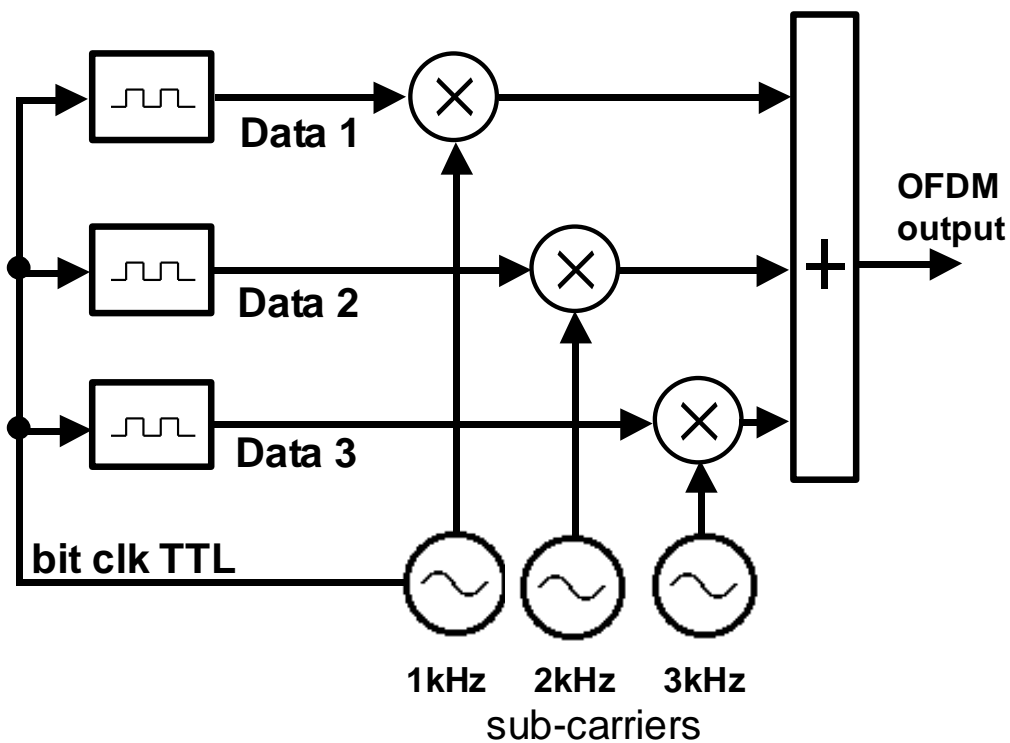 Data 1
OFDM
output
Data 2
Data 3
bit clk TTL
1kHz 2kHz 3kHz
sub-carriers